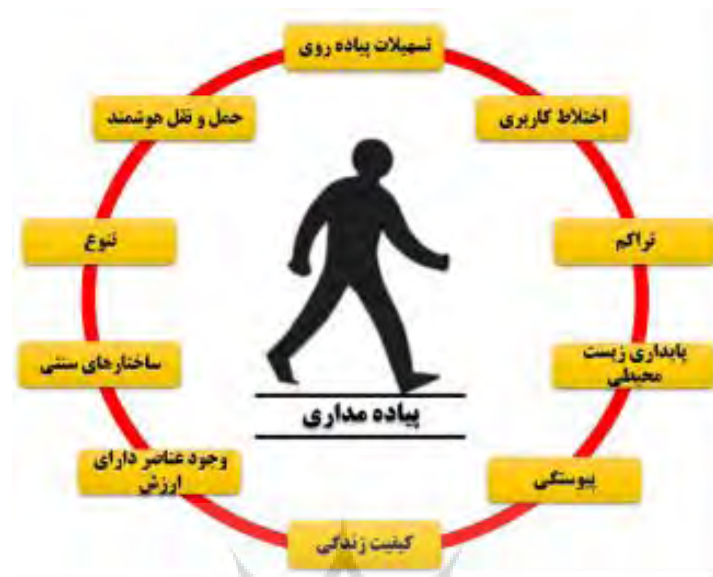 تسهیلات پیاده روی
اختلاط کاربری
حمل و نقل هوشمند
تراکم
تنوع
پایداری زیست
محیطی
ساختارهای سنتی
پیاده مداری
وجود عناصر دارای
ارزش
پیوستگی
کیفیت زندگی